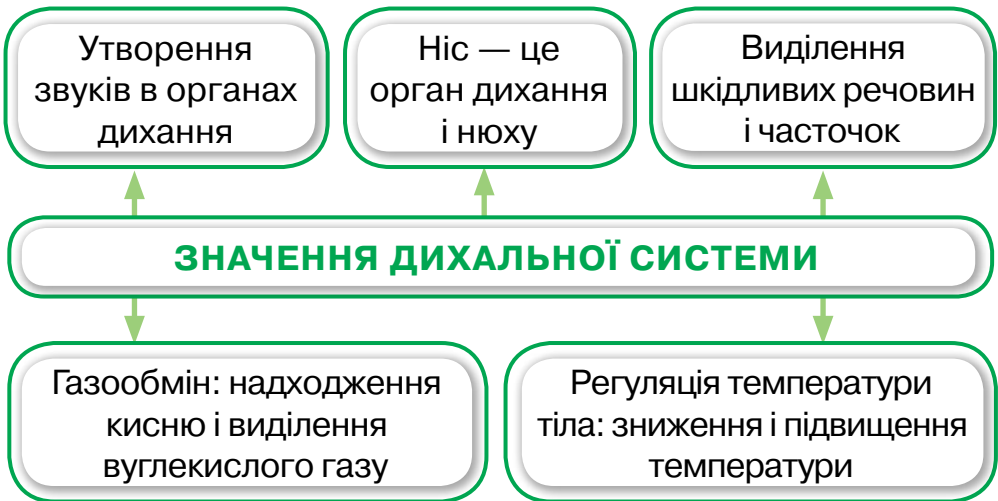 Утворення
звуків в органах
дихання
Ніс — це
орган дихання
і нюху
Виділення
шкідливих речовин
і часточок
ЗНАЧЕННЯ ДИХАЛЬНОЇ СИСТЕМИ
Газообмін: надходження
кисню і виділення
вуглекислого газу
Регуляція температури
тіла: зниження і підвищення
температури